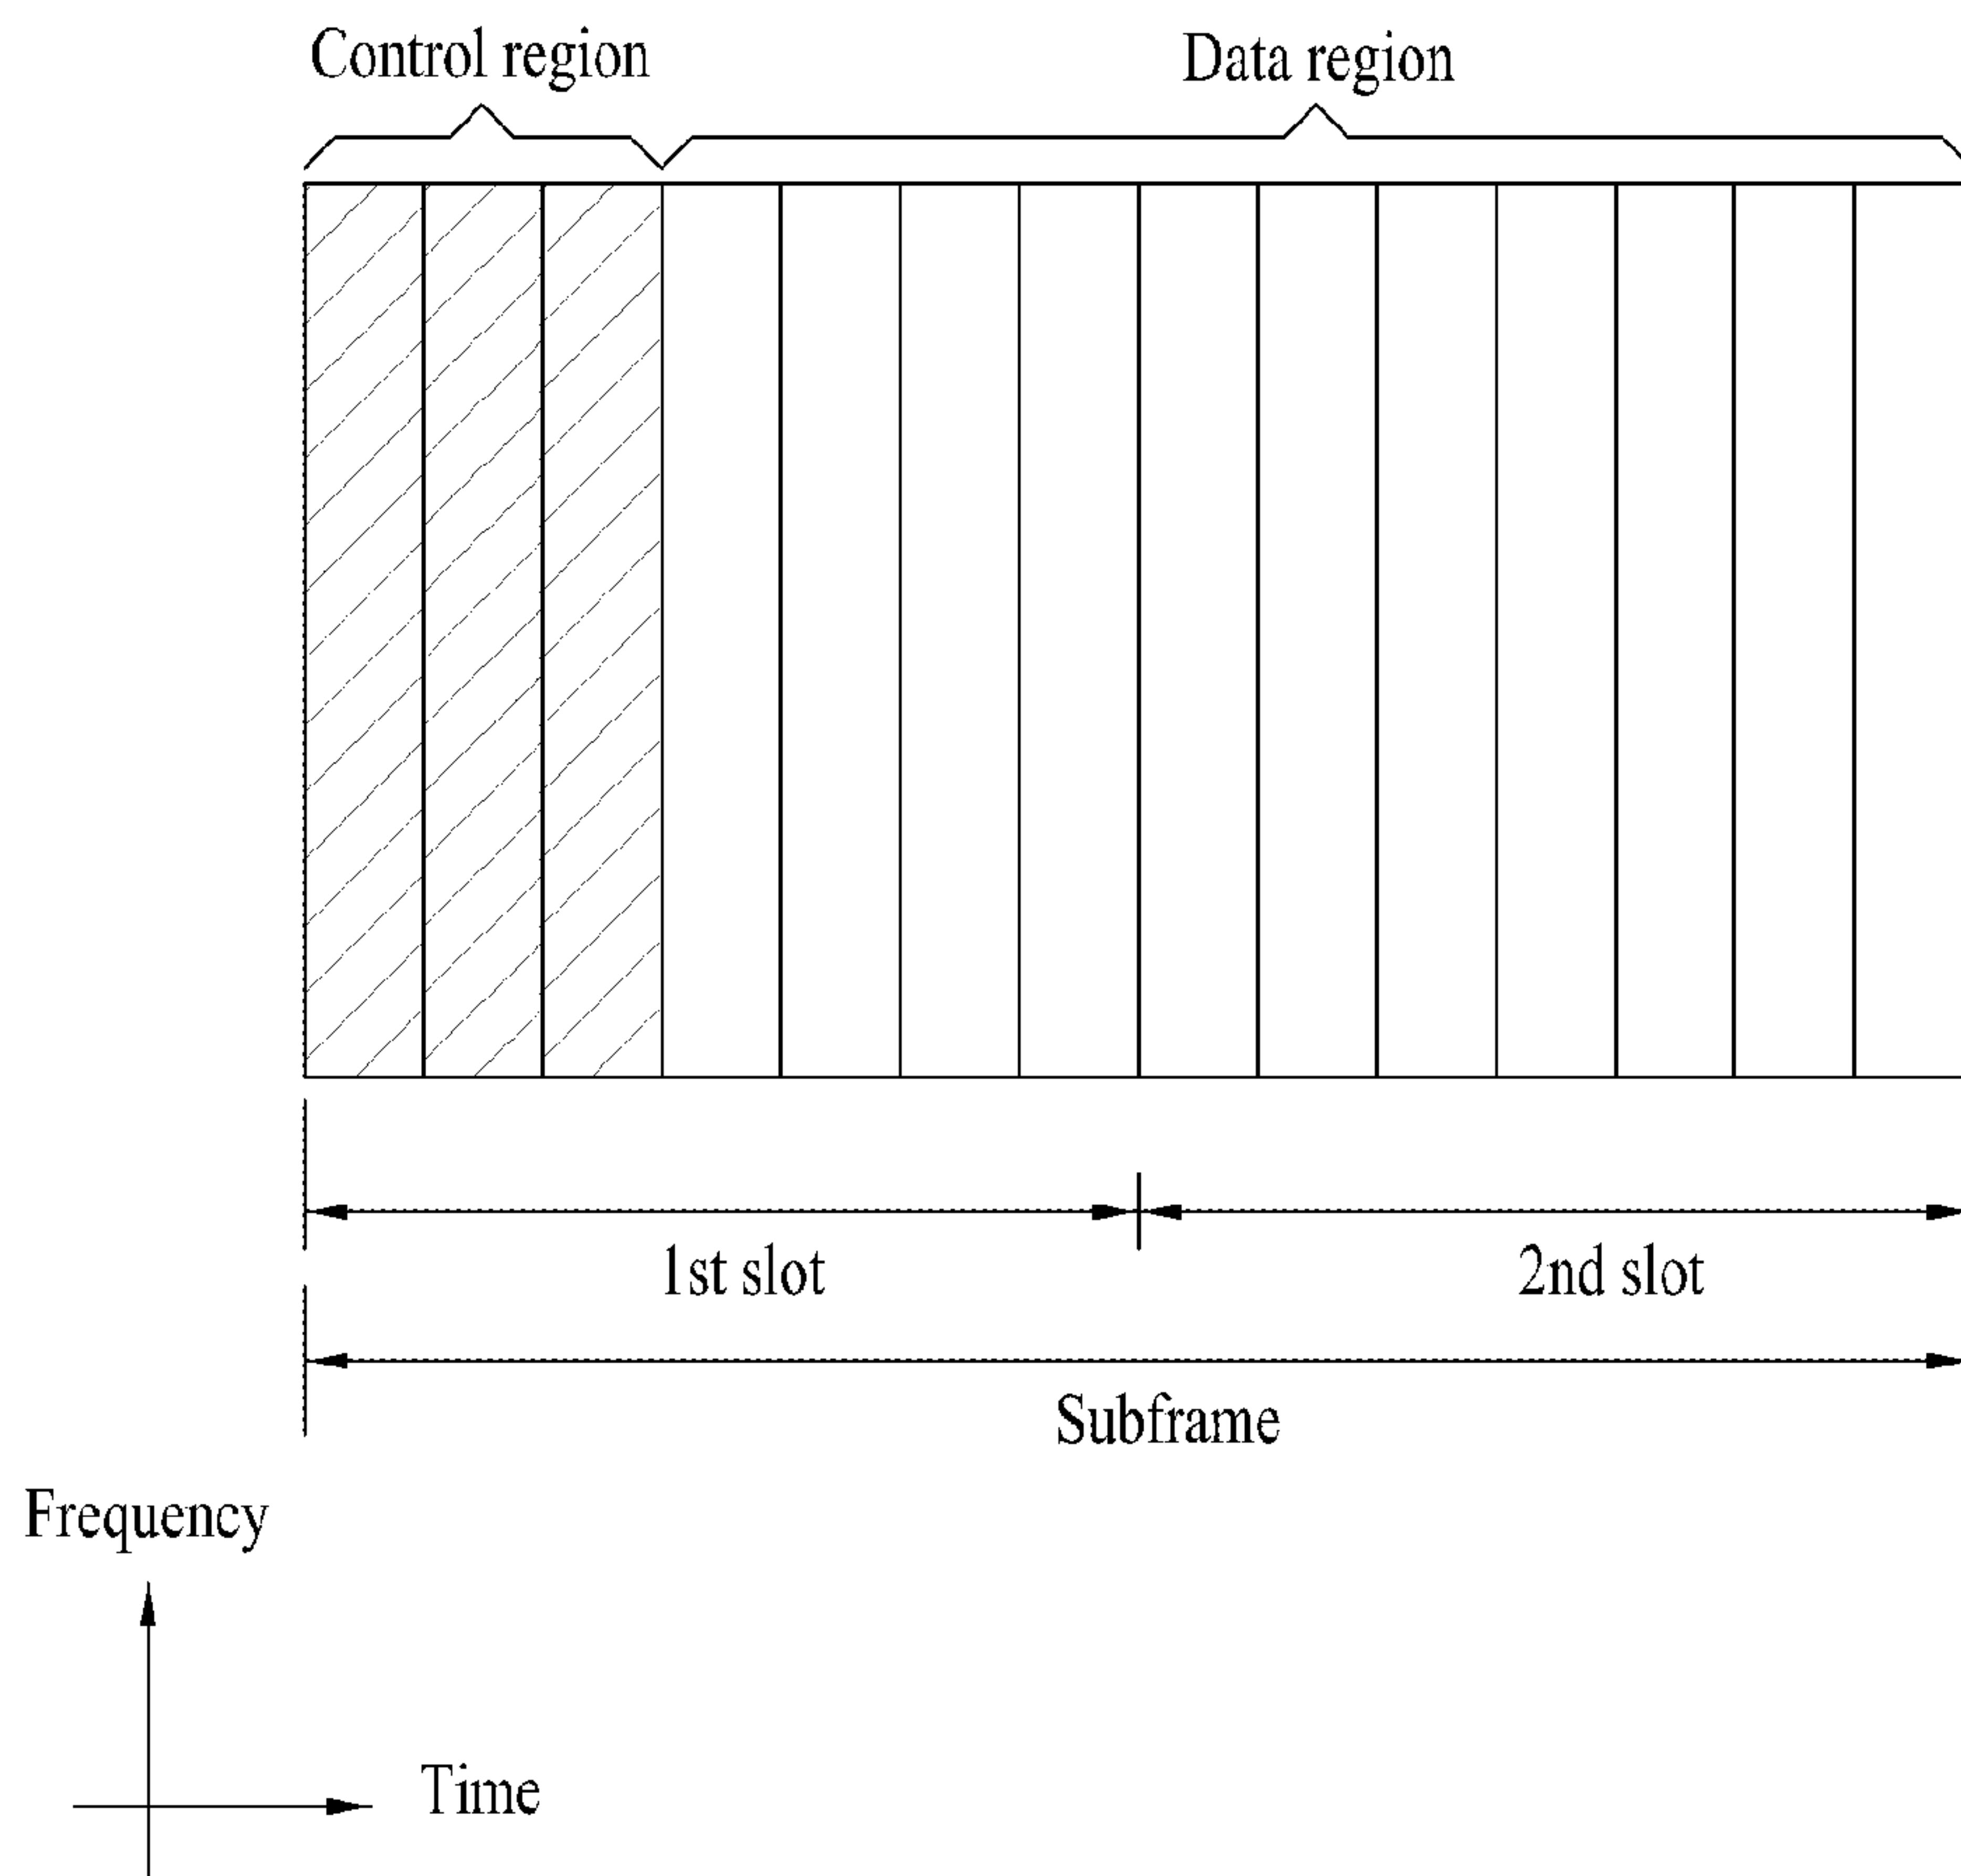 Control region
Data region
1st slot
2nd slot
Subframe
Frequency
Time